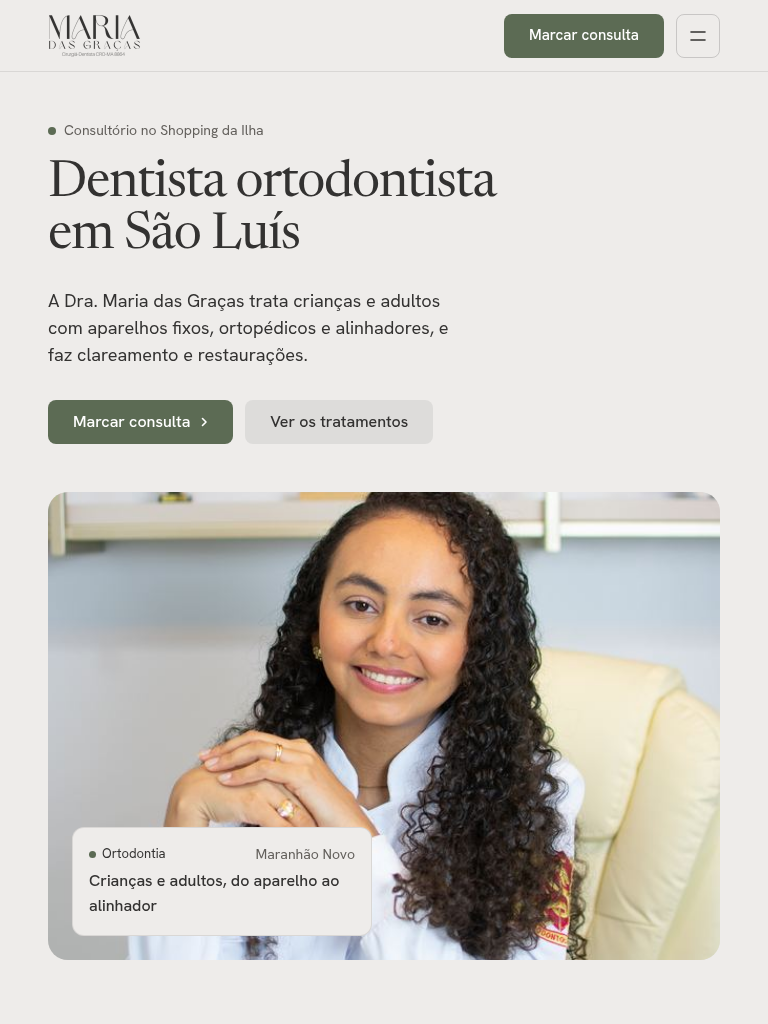 MARIA
DAS GRAÇAS
Marcar consulta
Consultório no Shopping da Ilha
Dentista ortodontista
em São Luís
A Dra. Maria das Graças trata crianças e adultos
com aparelhos fixos, ortopédicos e alinhadores, e
faz clareamento e restaurações.
Marcar consulta
Ver os tratamentos
Ortodontia
Maranhão Novo
Crianças e adultos, do aparelho ao
alinhador